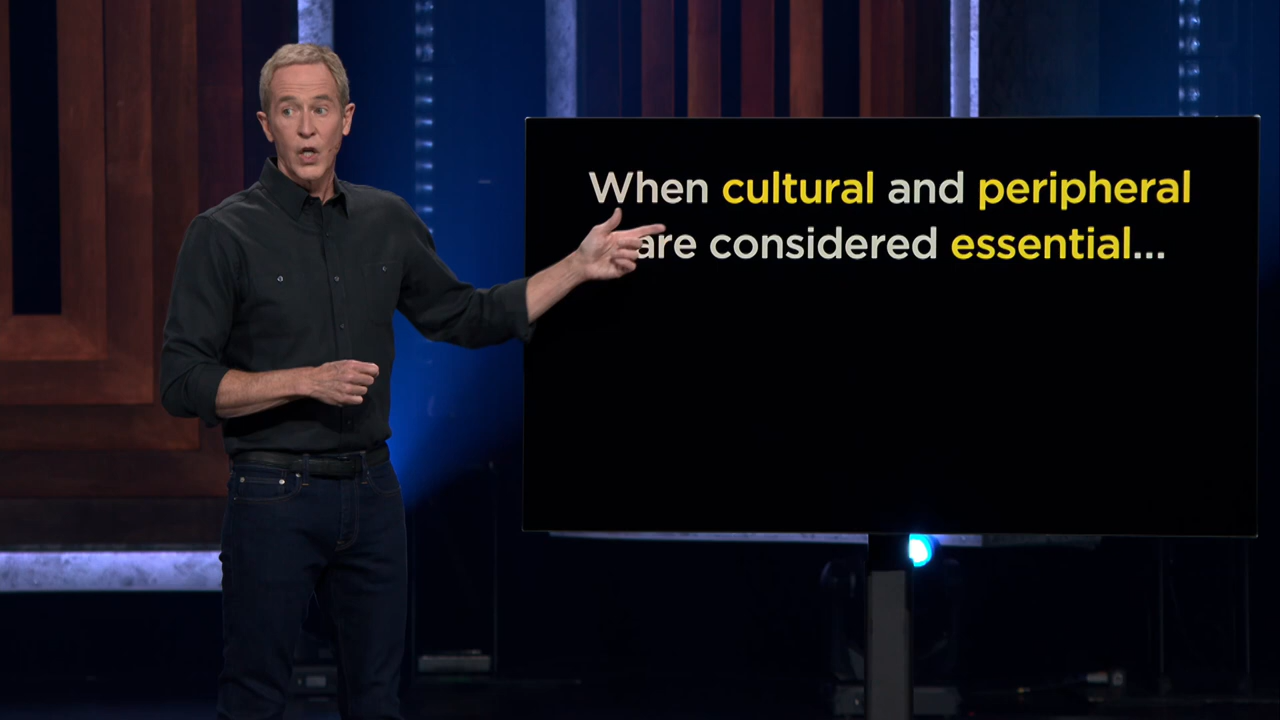 When cultural and peripheral
are considered essential...